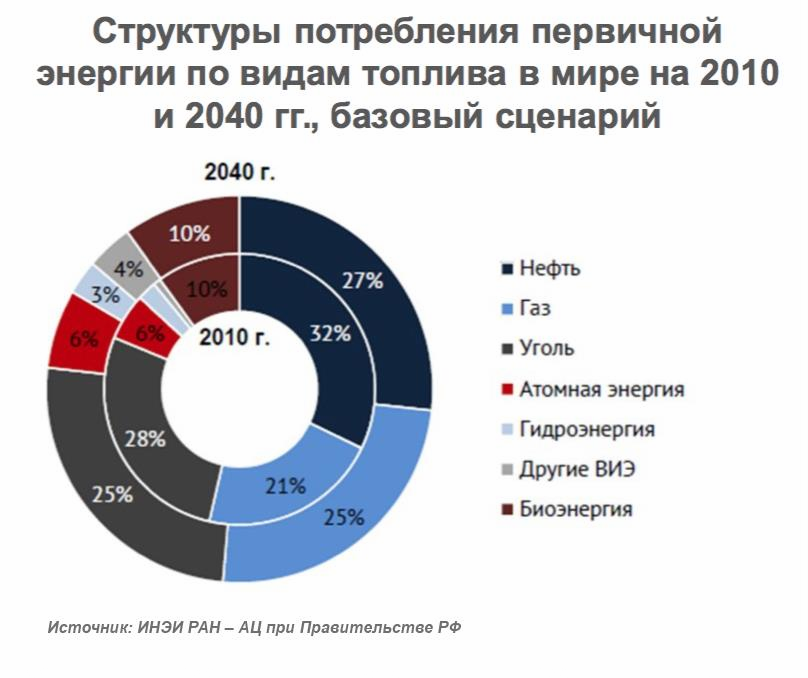 Структуры потребления первичной
энергии по видам топлива в мире на 2010
и 2040 гг., базовый сценарий
2040 г.
10%
27%
4%
3%
10%
6%
6%
2010 г.
32%
28%
25%
21%
25%
Нефть
Газ
Уголь
Атомная энергия
Гидроэнергия
Другие ВИЭ
Биоэнергия
Источник: ИНЭИ РАН – АЦ при Правительстве РФ